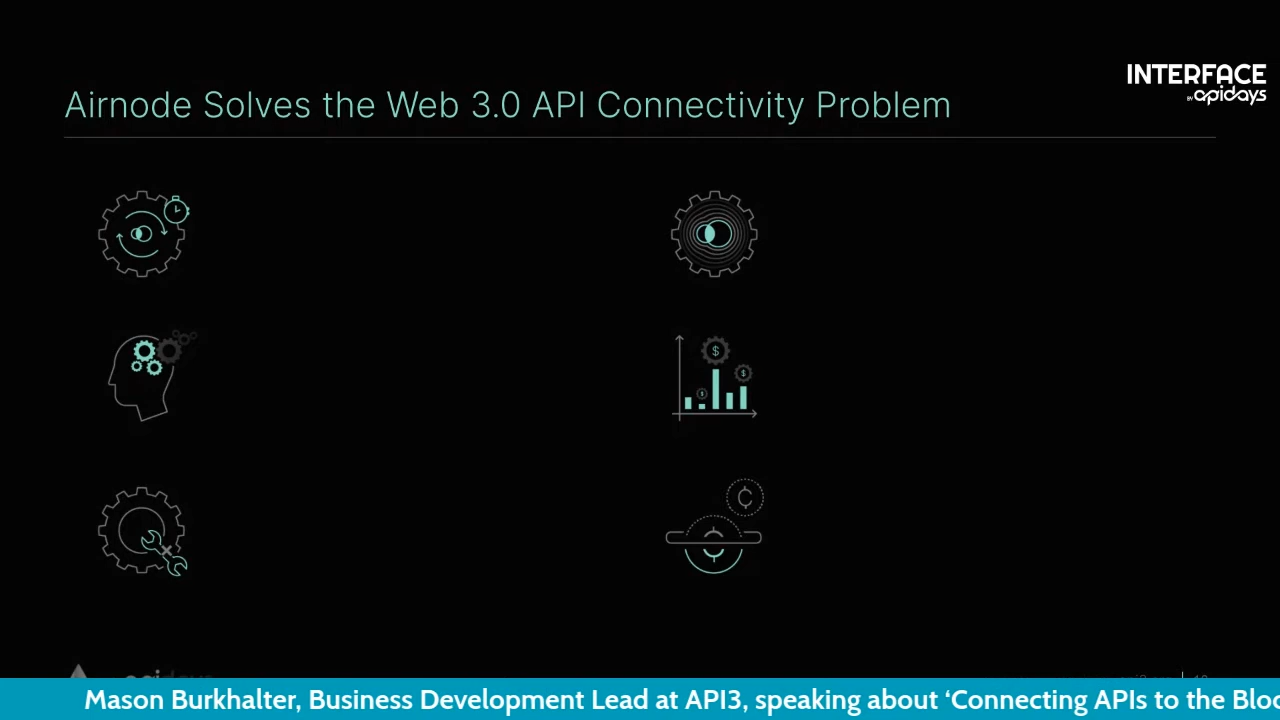 INTERFACE
BY apidays
Airnode Solves the Web 3.0 API Connectivity Problem
Mason Burkhalter, Business Development Lead at API3, speaking about ‘Connecting APIs to the Bloc